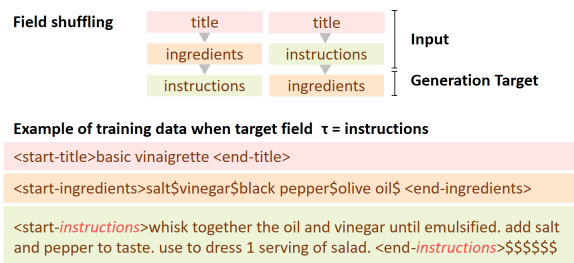 Field shuffling
title title
ingredients instructions
instructions ingredients
Input
Generation Target
Example of training data when target field τ = instructions
<start-title>basic vinaigrette <end-title>
<start-ingredients>salt$vinegar$black pepper$olive oil$ <end-ingredients>
<start-instructions>whisk together the oil and vinegar until emulsified. add salt
and pepper to taste. use to dress 1 serving of salad. <end-instructions>$$$$$$